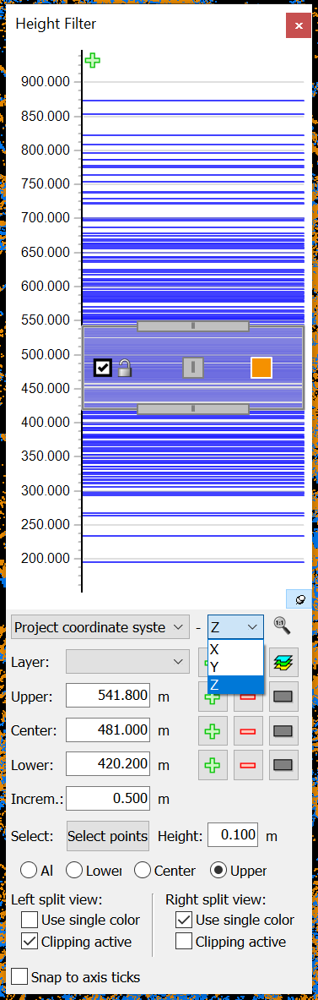 Height Filter
900.000
850.000
800.000
750.000
700.000
650.000
600.000
550.000
500.000
450.000
400.000
350.000
300.000
250.000
200.000
Project coordinate syste - Z
1:1
X
Y
Z
Layer:
Upper: 541.800 m
Center: 481.000 m
Lower: 420.200 m
Increm.: 0.500 m
Select: Select points Height: 0.100 m
Al Lower Center Upper
Left split view: Right split view:
Use single color Use single color
Clipping active Clipping active
Snap to axis ticks